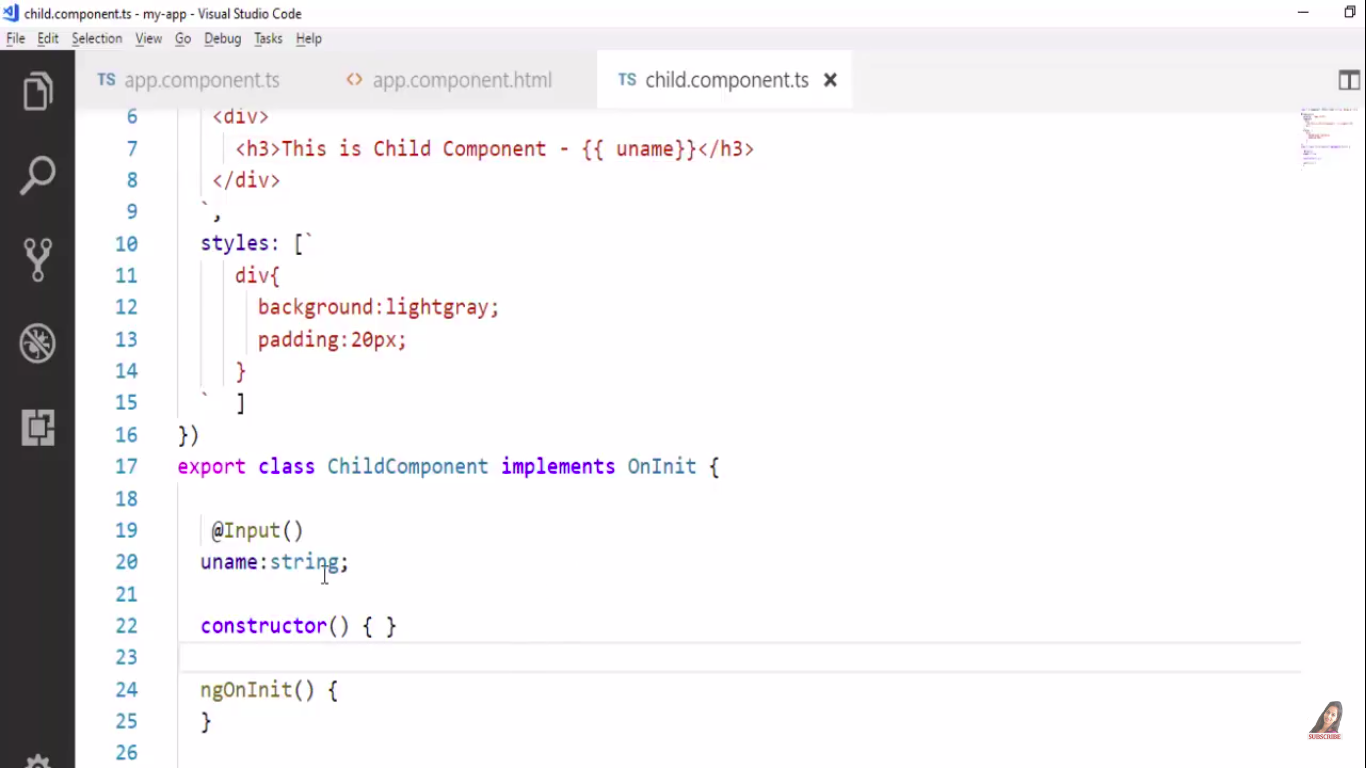 child.component.ts - my-app - Visual Studio Code
File Edit Selection View Go Debug Tasks Help
TS app.component.ts <> app.component.html TS child.component.ts
6 <div>
7 <h3>This is Child Component - {{ uname}}</h3>
8 </div>
9 `,
10 styles: [`
11 div{
12 background:lightgray;
13 padding:20px;
14 }
15 ` ]
16 })
17 export class ChildComponent implements OnInit {
18
19 @Input()
20 uname:string;
21
22 constructor() { }
23
24 ngOnInit() {
25 }
26
SUBSCRIBE